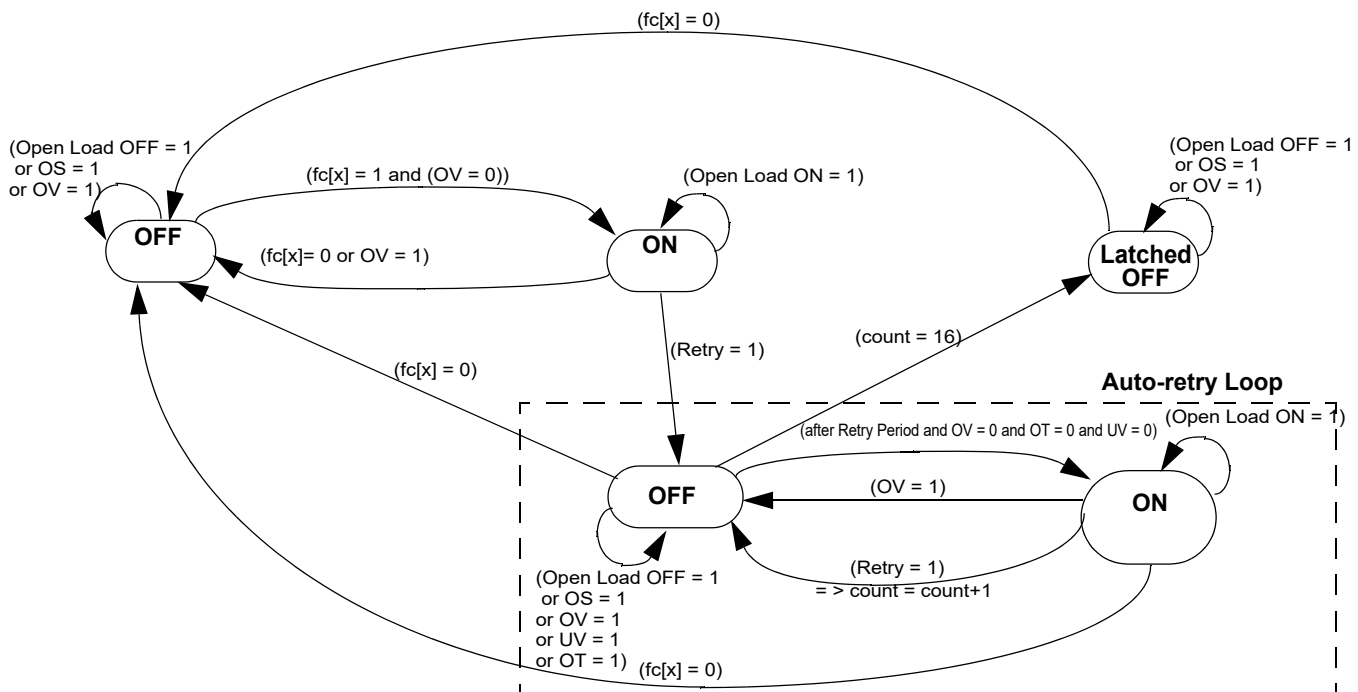 (fc[x] = 0)
(Open Load OFF = 1
or OS = 1
or OV = 1)
(fc[x] = 1 and (OV = 0))
(Open Load ON = 1)
(Open Load OFF = 1
or OS = 1
or OV = 1)
OFF
ON
Latched
OFF
(fc[x]= 0 or OV = 1)
(Retry = 1)
(count = 16)
(fc[x] = 0)
Auto-retry Loop
(Open Load ON = 1)
(after Retry Period and OV = 0 and OT = 0 and UV = 0)
OFF
(OV = 1)
ON
(Retry = 1)
= > count = count+1
(Open Load OFF = 1
or OS = 1
or OV = 1
or UV = 1
or OT = 1)
(fc[x] = 0)